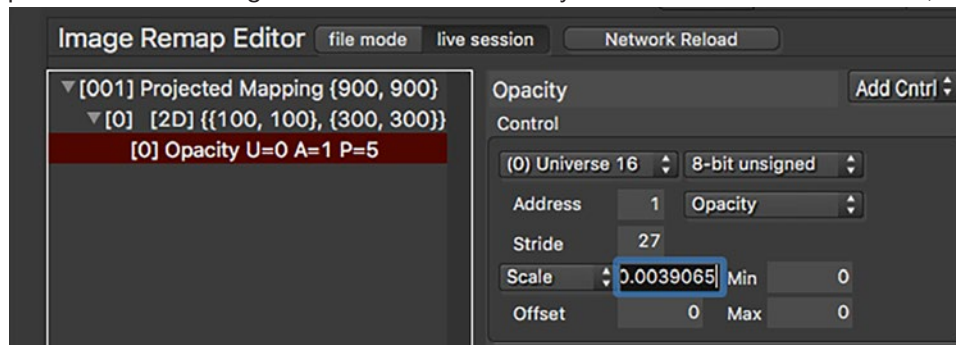 Image Remap Editor file mode live session Network Reload
[001] Projected Mapping {900, 900}
[0] [2D] {{100, 100}, {300, 300}}
[0] Opacity U=0 A=1 P=5
Opacity Add Cntrl
Control
(0) Universe 16 8-bit unsigned
Address 1 Opacity
Stride 27
Scale 0.0039065 Min 0
Offset 0 Max 0